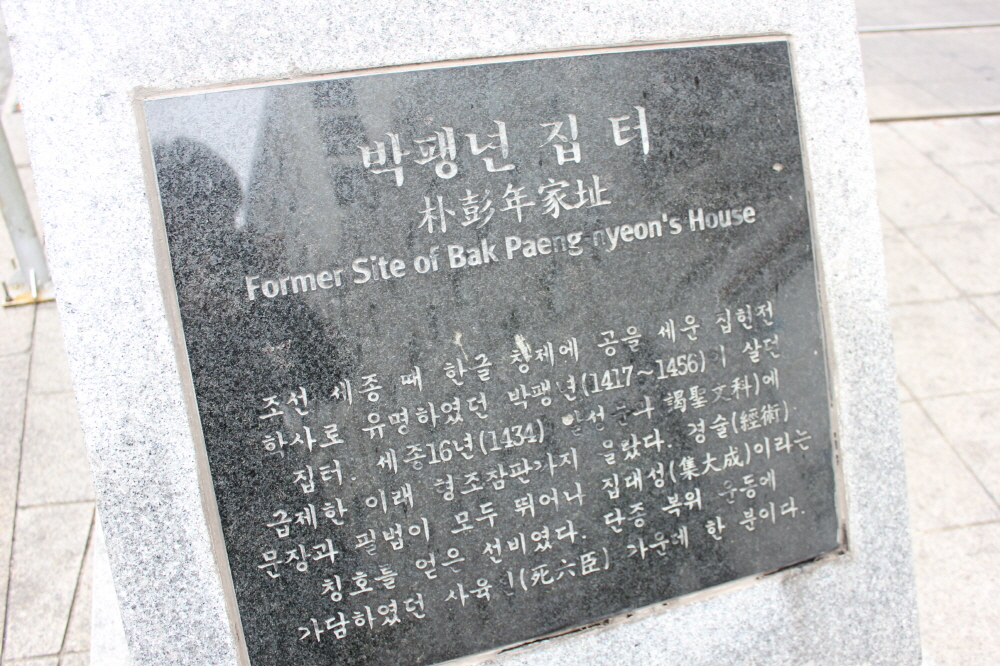 박팽년 집 터
朴彭年家址
Former Site of Bak Paeng-nyeon's House
조선 세종 때 한글 창제에 공을 세운 집현전
학사로 유명하였던 박팽년(1417~1456)이 살던
집터. 세종16년(1434) 알성문과(謁聖文科)에
급제한 이래 형조참판까지 올랐다. 경술(經術)·
문장과 필법이 모두 뛰어나 집대성(集大成)이라는
칭호를 얻은 선비였다. 단종 복위 운동에
가담하였던 사육신(死六臣) 가운데 한 분이다.